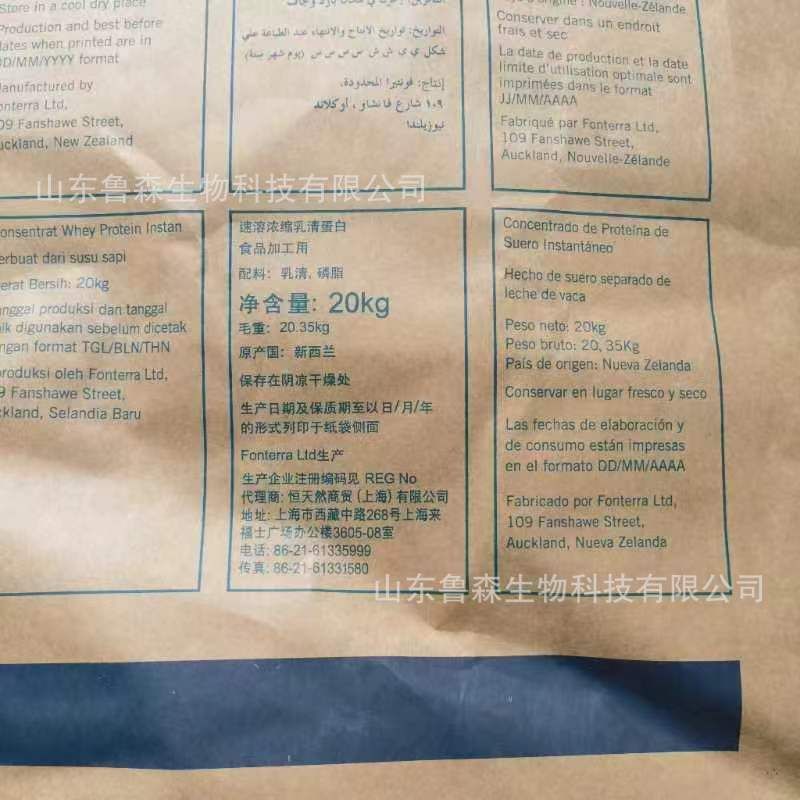 Store in a cool dry place
Production and best before
dates when printed are in
DD/MM/YYYY format
Manufactured by
Fonterra Ltd,
109 Fanshawe Street,
Auckland, New Zealand
التواريخ: تواريخ الانتاج والانتهاء عند الطباعة علي
شكل ي ي ش ش س س س س (يوم شهر سنة)
إنتاج: فونتيرا المحدودة.
١٠٩ شارع فانشاو ، أوكلاند
نيوزيلندا
: Nouvelle-Zélande
Conserver dans un endroit
frais et sec
La date de production et la date
limite d'utilisation optimale sont
imprimées dans le format
JJ/MM/AAAA
Fabriqué par Fonterra Ltd,
109 Fanshawe Street,
Auckland, Nouvelle-Zélande
山东鲁森生物科技有限公司
Konsentrat Whey Protein Instan
terbuat dari susu sapi
Berat Bersih: 20kg
Tanggal produksi dan tanggal
baik digunakan sebelum dicetak
dengan format TGL/BLN/THN
Diproduksi oleh Fonterra Ltd,
109 Fanshawe Street,
Auckland, Selandia Baru
速溶浓缩乳清蛋白
食品加工用
配料: 乳清, 磷脂
净含量: 20kg
毛重: 20.35kg
原产国: 新西兰
保存在阴凉干燥处
生产日期及保质期至以日/月/年
的形式列印于纸袋侧面
Fonterra Ltd生产
生产企业注册编码见 REG No
代理商: 恒天然商贸 (上海) 有限公司
地址: 上海市西藏中路268号上海来
福士广场办公楼3605-08室
电话: 86-21-61335999
传真: 86-21-61331580
Concentrado de Proteína de
Suero Instantáneo
Hecho de suero separado de
leche de vaca
Peso neto: 20kg
Peso bruto: 20, 35Kg
País de origen: Nueva Zelanda
Conservar en lugar fresco y seco
Las fechas de elaboración y
de consumo están impresas
en el formato DD/MM/AAAA
Fabricado por Fonterra Ltd,
109 Fanshawe Street,
Auckland, Nueva Zelanda
山东鲁森生物科技有限公司